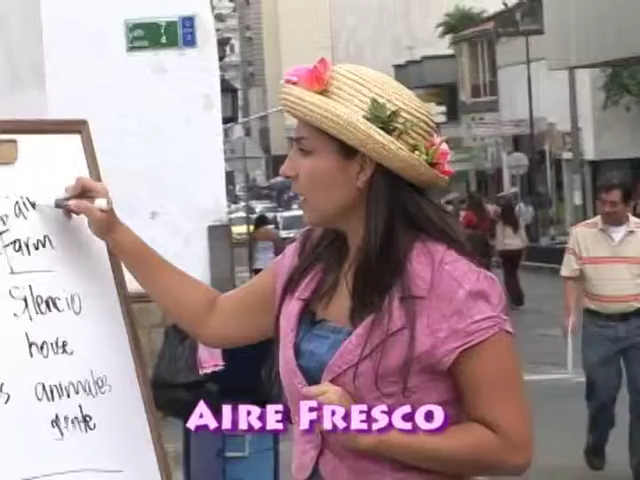 air
Farm
Silencio
house
animales
gente
AIRE FRESCO